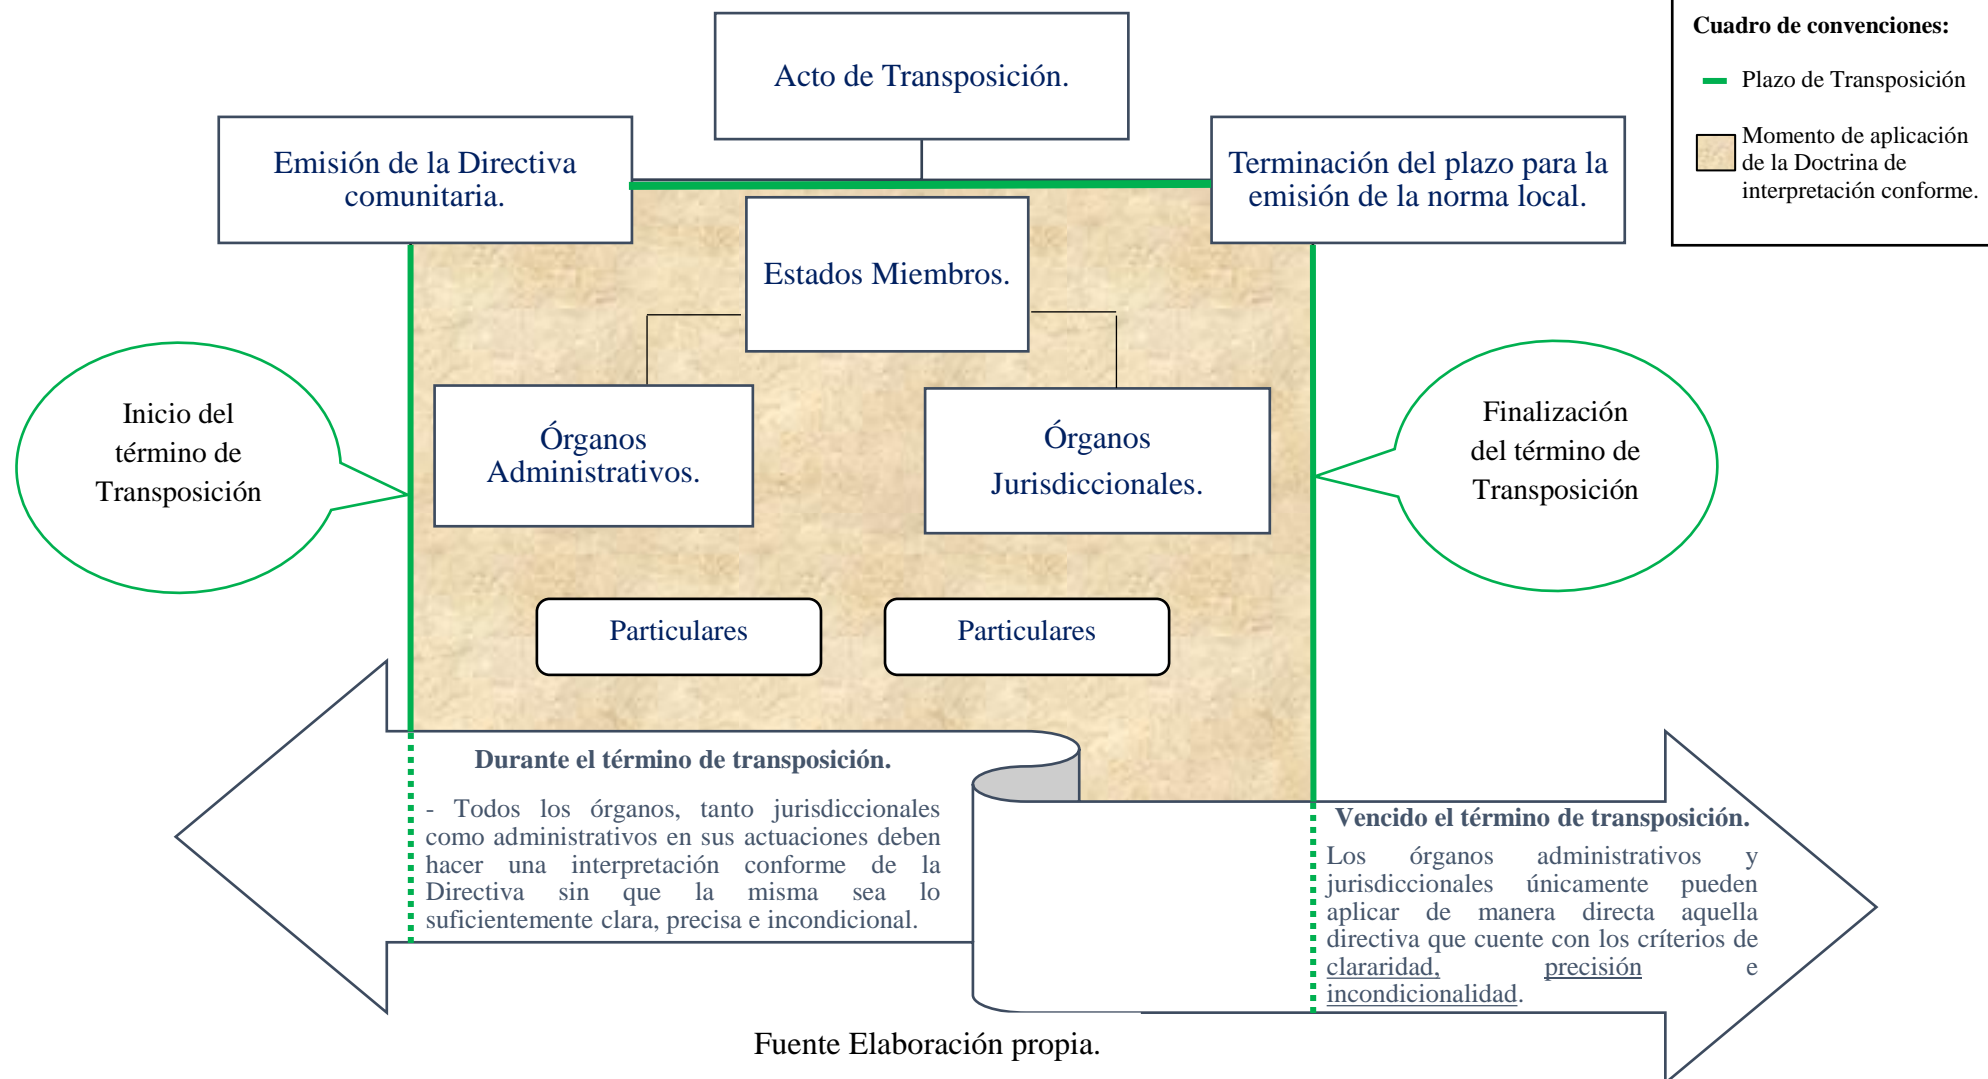 Acto de Transposición.
Cuadro de convenciones:
Plazo de Transposición
Momento de aplicación
de la Doctrina de
interpretación conforme.
Emisión de la Directiva
comunitaria.
Terminación del plazo para la
emisión de la norma local.
Estados Miembros.
Inicio del
término de
Transposición
Órganos
Administrativos.
Órganos
Jurisdiccionales.
Finalización
del término de
Transposición
Particulares
Particulares
Durante el término de transposición.
- Todos los órganos, tanto jurisdiccionales
como administrativos en sus actuaciones deben
hacer una interpretación conforme de la
Directiva sin que la misma sea lo
suficientemente clara, precisa e incondicional.
Vencido el término de transposición.
Los órganos administrativos y
jurisdiccionales únicamente pueden
aplicar de manera directa aquella
directiva que cuente con los críterios de
clararidad, precisión e
incondicionalidad.
Fuente Elaboración propia.